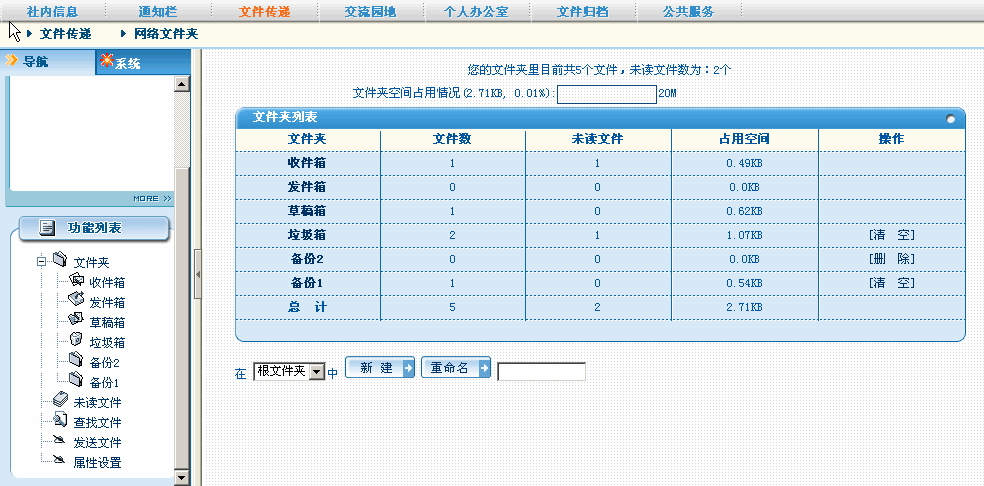 社内信息 通知栏 文件传递 交流园地 个人办公室 文件归档 公共服务
文件传递 网络文件夹
导航 系统
MORE >>
功能列表
文件夹
收件箱
发件箱
草稿箱
垃圾箱
备份2
备份1
未读文件
查找文件
发送文件
属性设置
您的文件夹里目前共5个文件，未读文件数为：2个
文件夹空间占用情况(2.71KB, 0.01%): 20M
文件夹列表
文件夹 文件数 未读文件 占用空间 操作
收件箱 1 1 0.49KB
发件箱 0 0 0.0KB
草稿箱 1 0 0.62KB
垃圾箱 2 1 1.07KB [清 空]
备份2 0 0 0.0KB [删 除]
备份1 1 0 0.54KB [清 空]
总 计 5 2 2.71KB
在 根文件夹 中 新 建 重命名